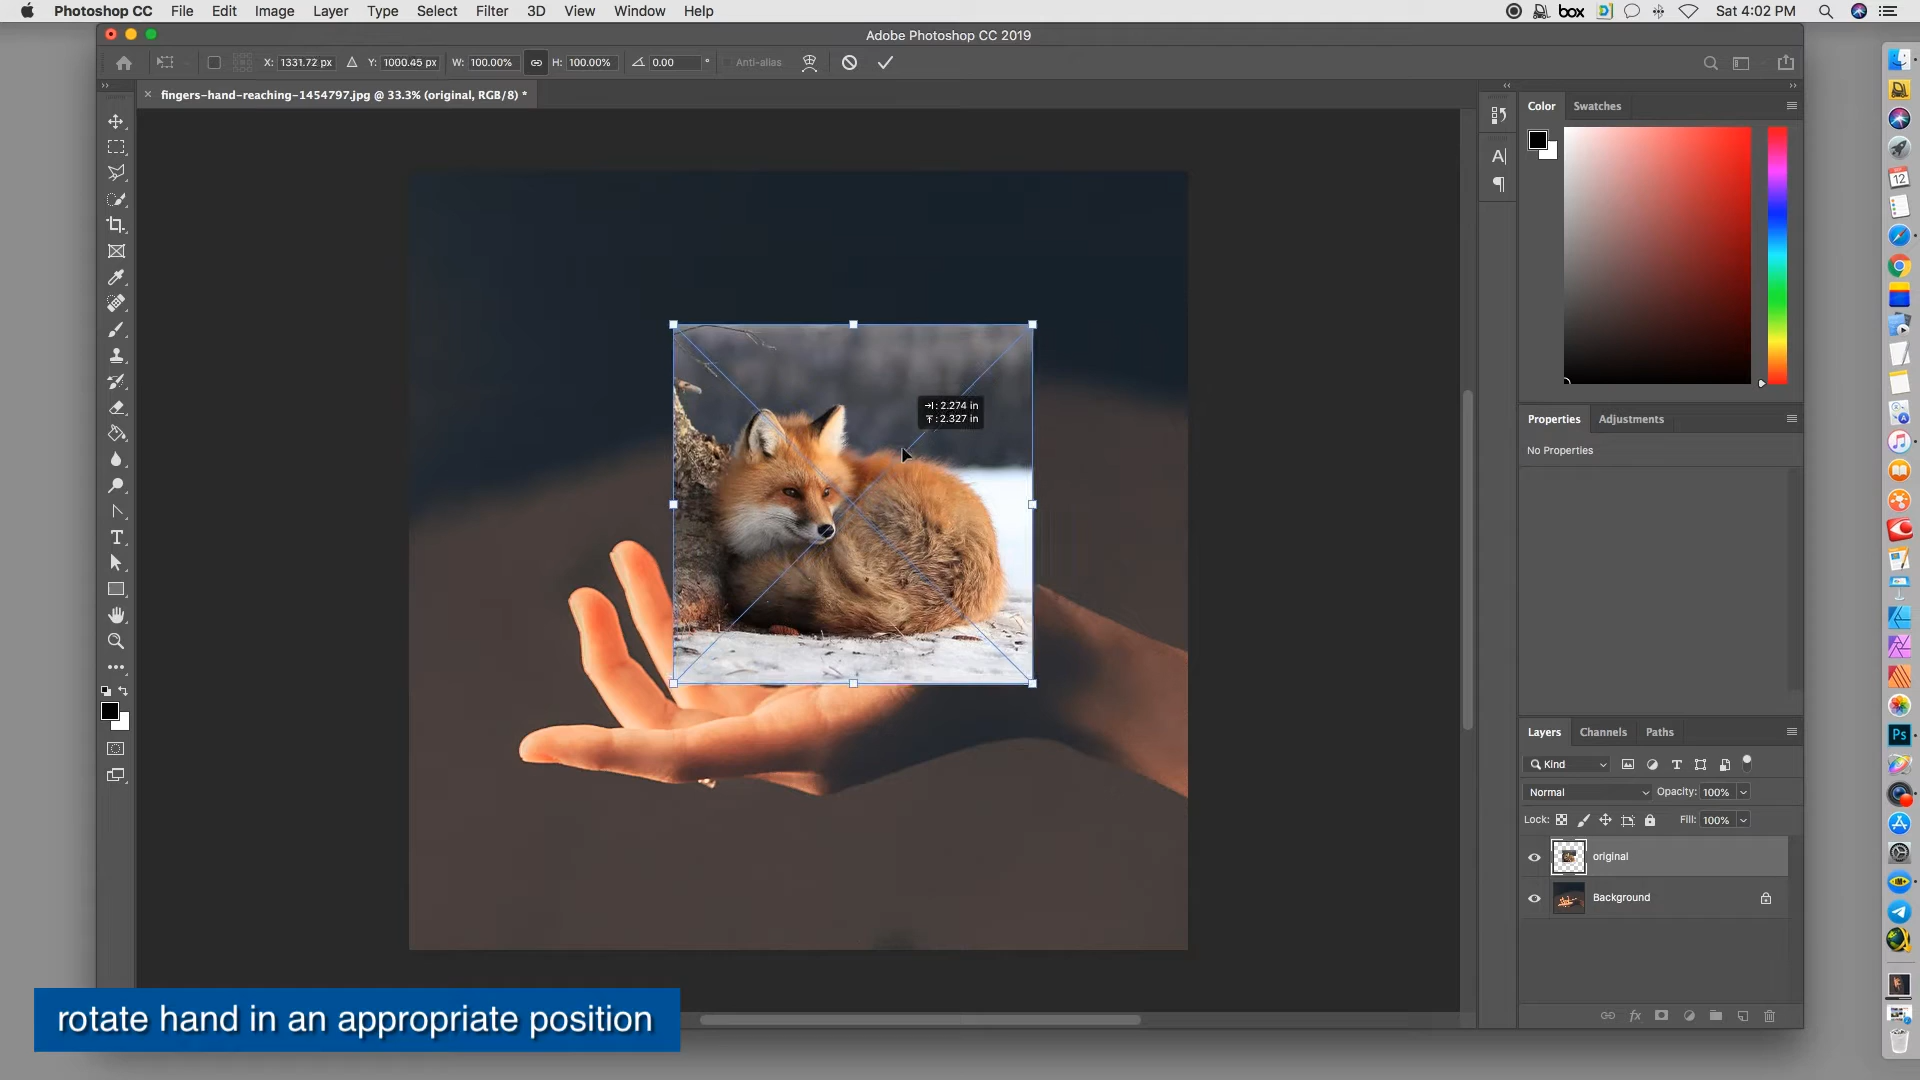 Photoshop CC File Edit Image Layer Type Select Filter 3D View Window Help box Sat 4:02 PM
Adobe Photoshop CC 2019
X: 1331.72 px Y: 1000.45 px W: 100.00% H: 100.00% 0.00 ° Anti-alias
fingers-hand-reaching-1454797.jpg @ 33.3% (original, RGB/8) *
Color Swatches
12
: 2.274 in
: 2.327 in
Properties Adjustments
No Properties
Layers Channels Paths
Kind
Normal Opacity: 100%
Lock: Fill: 100%
original
Background
Ps
rotate hand in an appropriate position